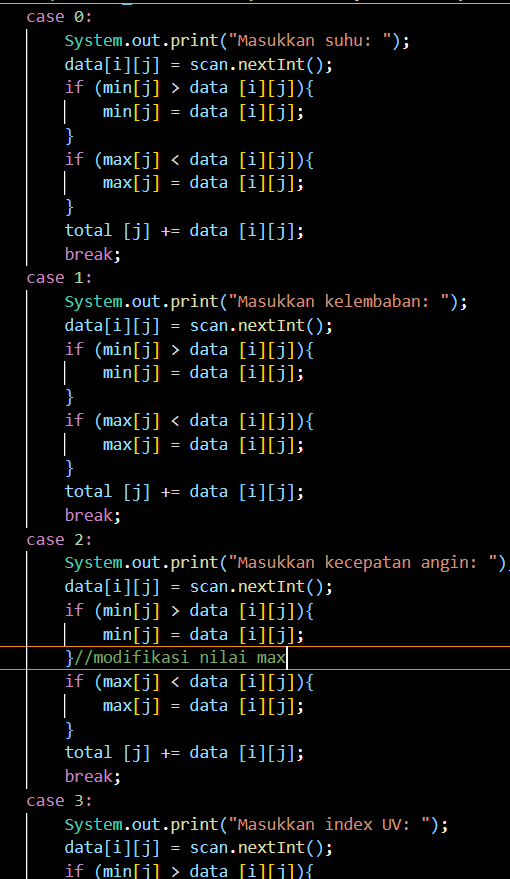 case 0:
System.out.print("Masukkan suhu: ");
data[i][j] = scan.nextInt();
if (min[j] > data [i][j]){
min[j] = data [i][j];
}
if (max[j] < data [i][j]){
max[j] = data [i][j];
}
total [j] += data [i][j];
break;
case 1:
System.out.print("Masukkan kelembaban: ");
data[i][j] = scan.nextInt();
if (min[j] > data [i][j]){
min[j] = data [i][j];
}
if (max[j] < data [i][j]){
max[j] = data [i][j];
}
total [j] += data [i][j];
break;
case 2:
System.out.print("Masukkan kecepatan angin: ")
data[i][j] = scan.nextInt();
if (min[j] > data [i][j]){
min[j] = data [i][j];
}//modifikasi nilai max
if (max[j] < data [i][j]){
max[j] = data [i][j];
}
total [j] += data [i][j];
break;
case 3:
System.out.print("Masukkan index UV: ");
data[i][j] = scan.nextInt();
if (min[j] > data [i][j]){